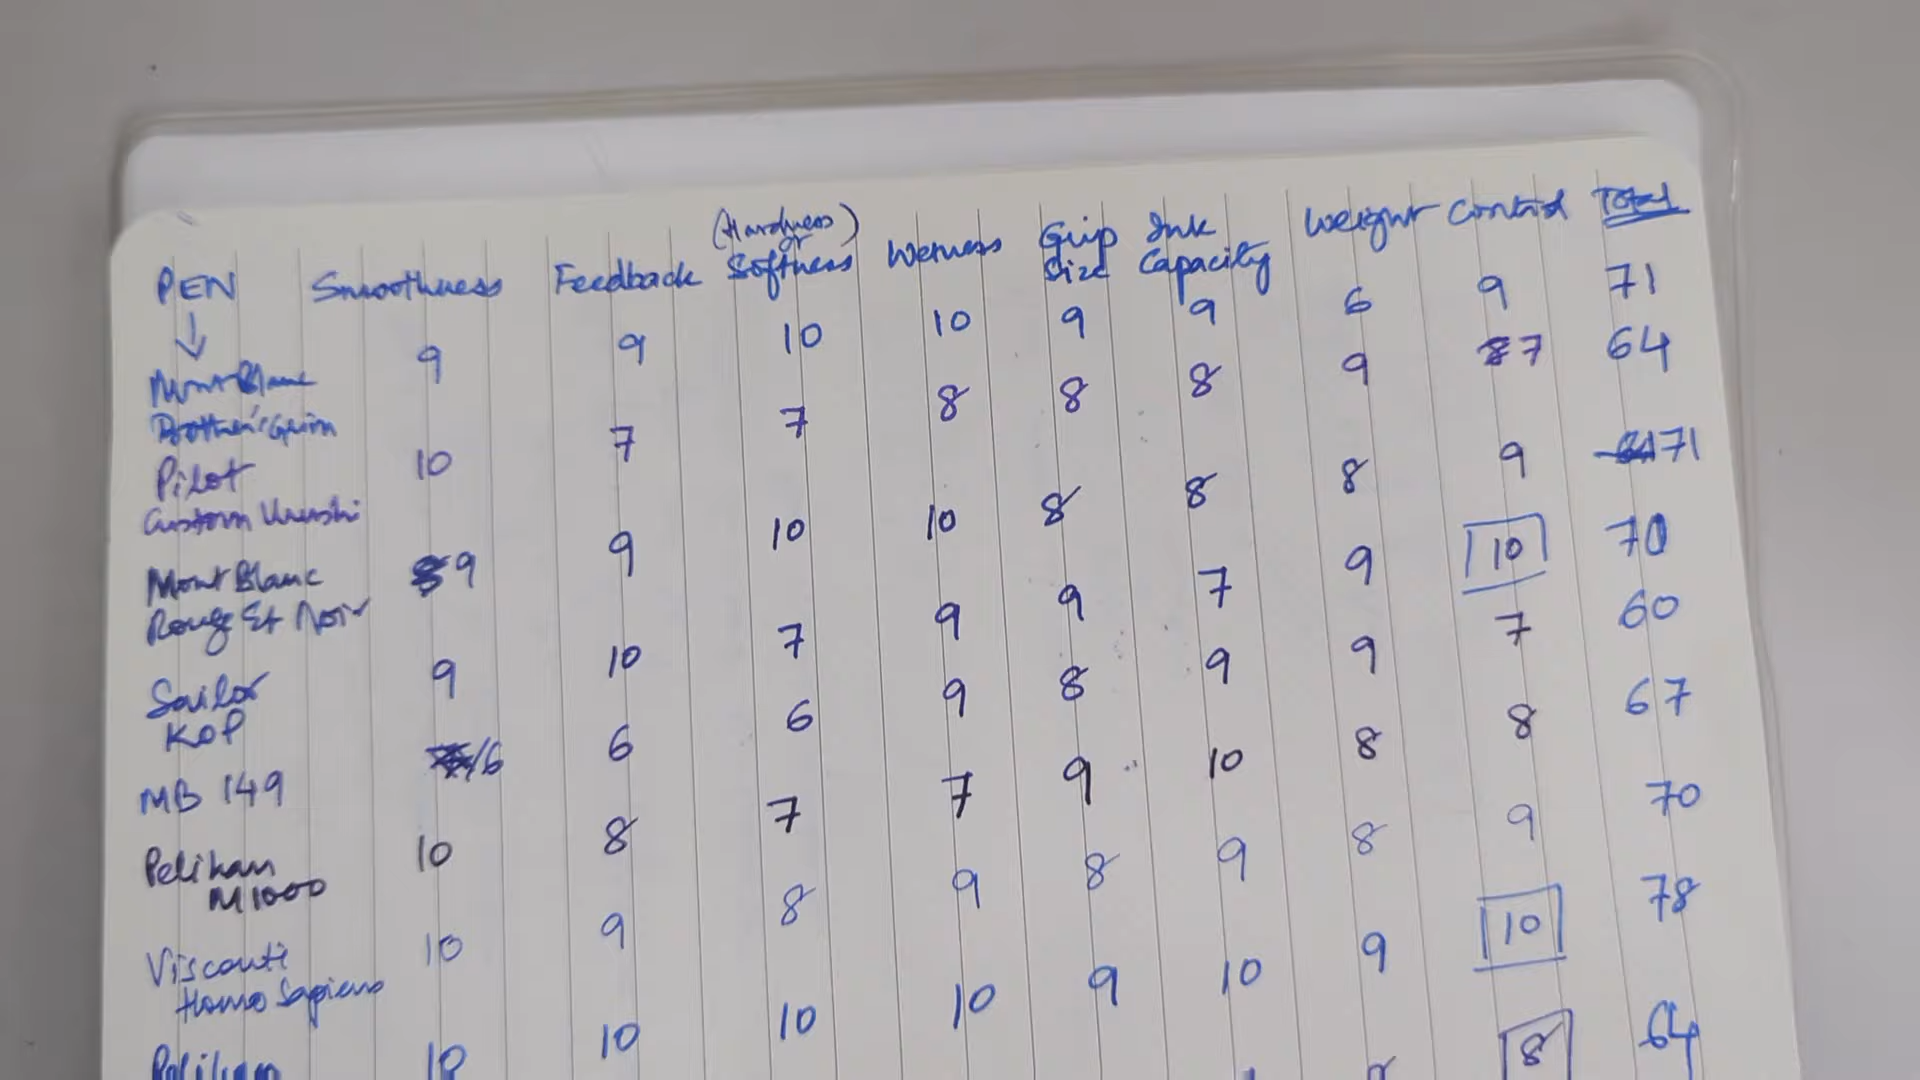 (Hardness)
or
PEN Smoothness Feedback Softness Wetness Grip Size Ink Capacity Weight Control Total
Mont Blanc 9 9 10 10 9 9 6 9 71
Brother's Grim
Pilot 10 7 7 8 8 8 9 7 64
Custom Urushi
Mont Blanc 9 9 10 10 8 8 8 9 71
Rouge Et Noir
Sailor 9 10 7 9 9 7 9 10 70
KOP
MB 149 6 6 6 9 8 9 9 7 60
Pelikan 10 8 7 7 9 10 8 8 67
M1000
Visconti 10 9 8 9 8 9 8 9 70
Homo Sapiens
Pelikan 10 10 10 10 9 10 9 10 78
8 64